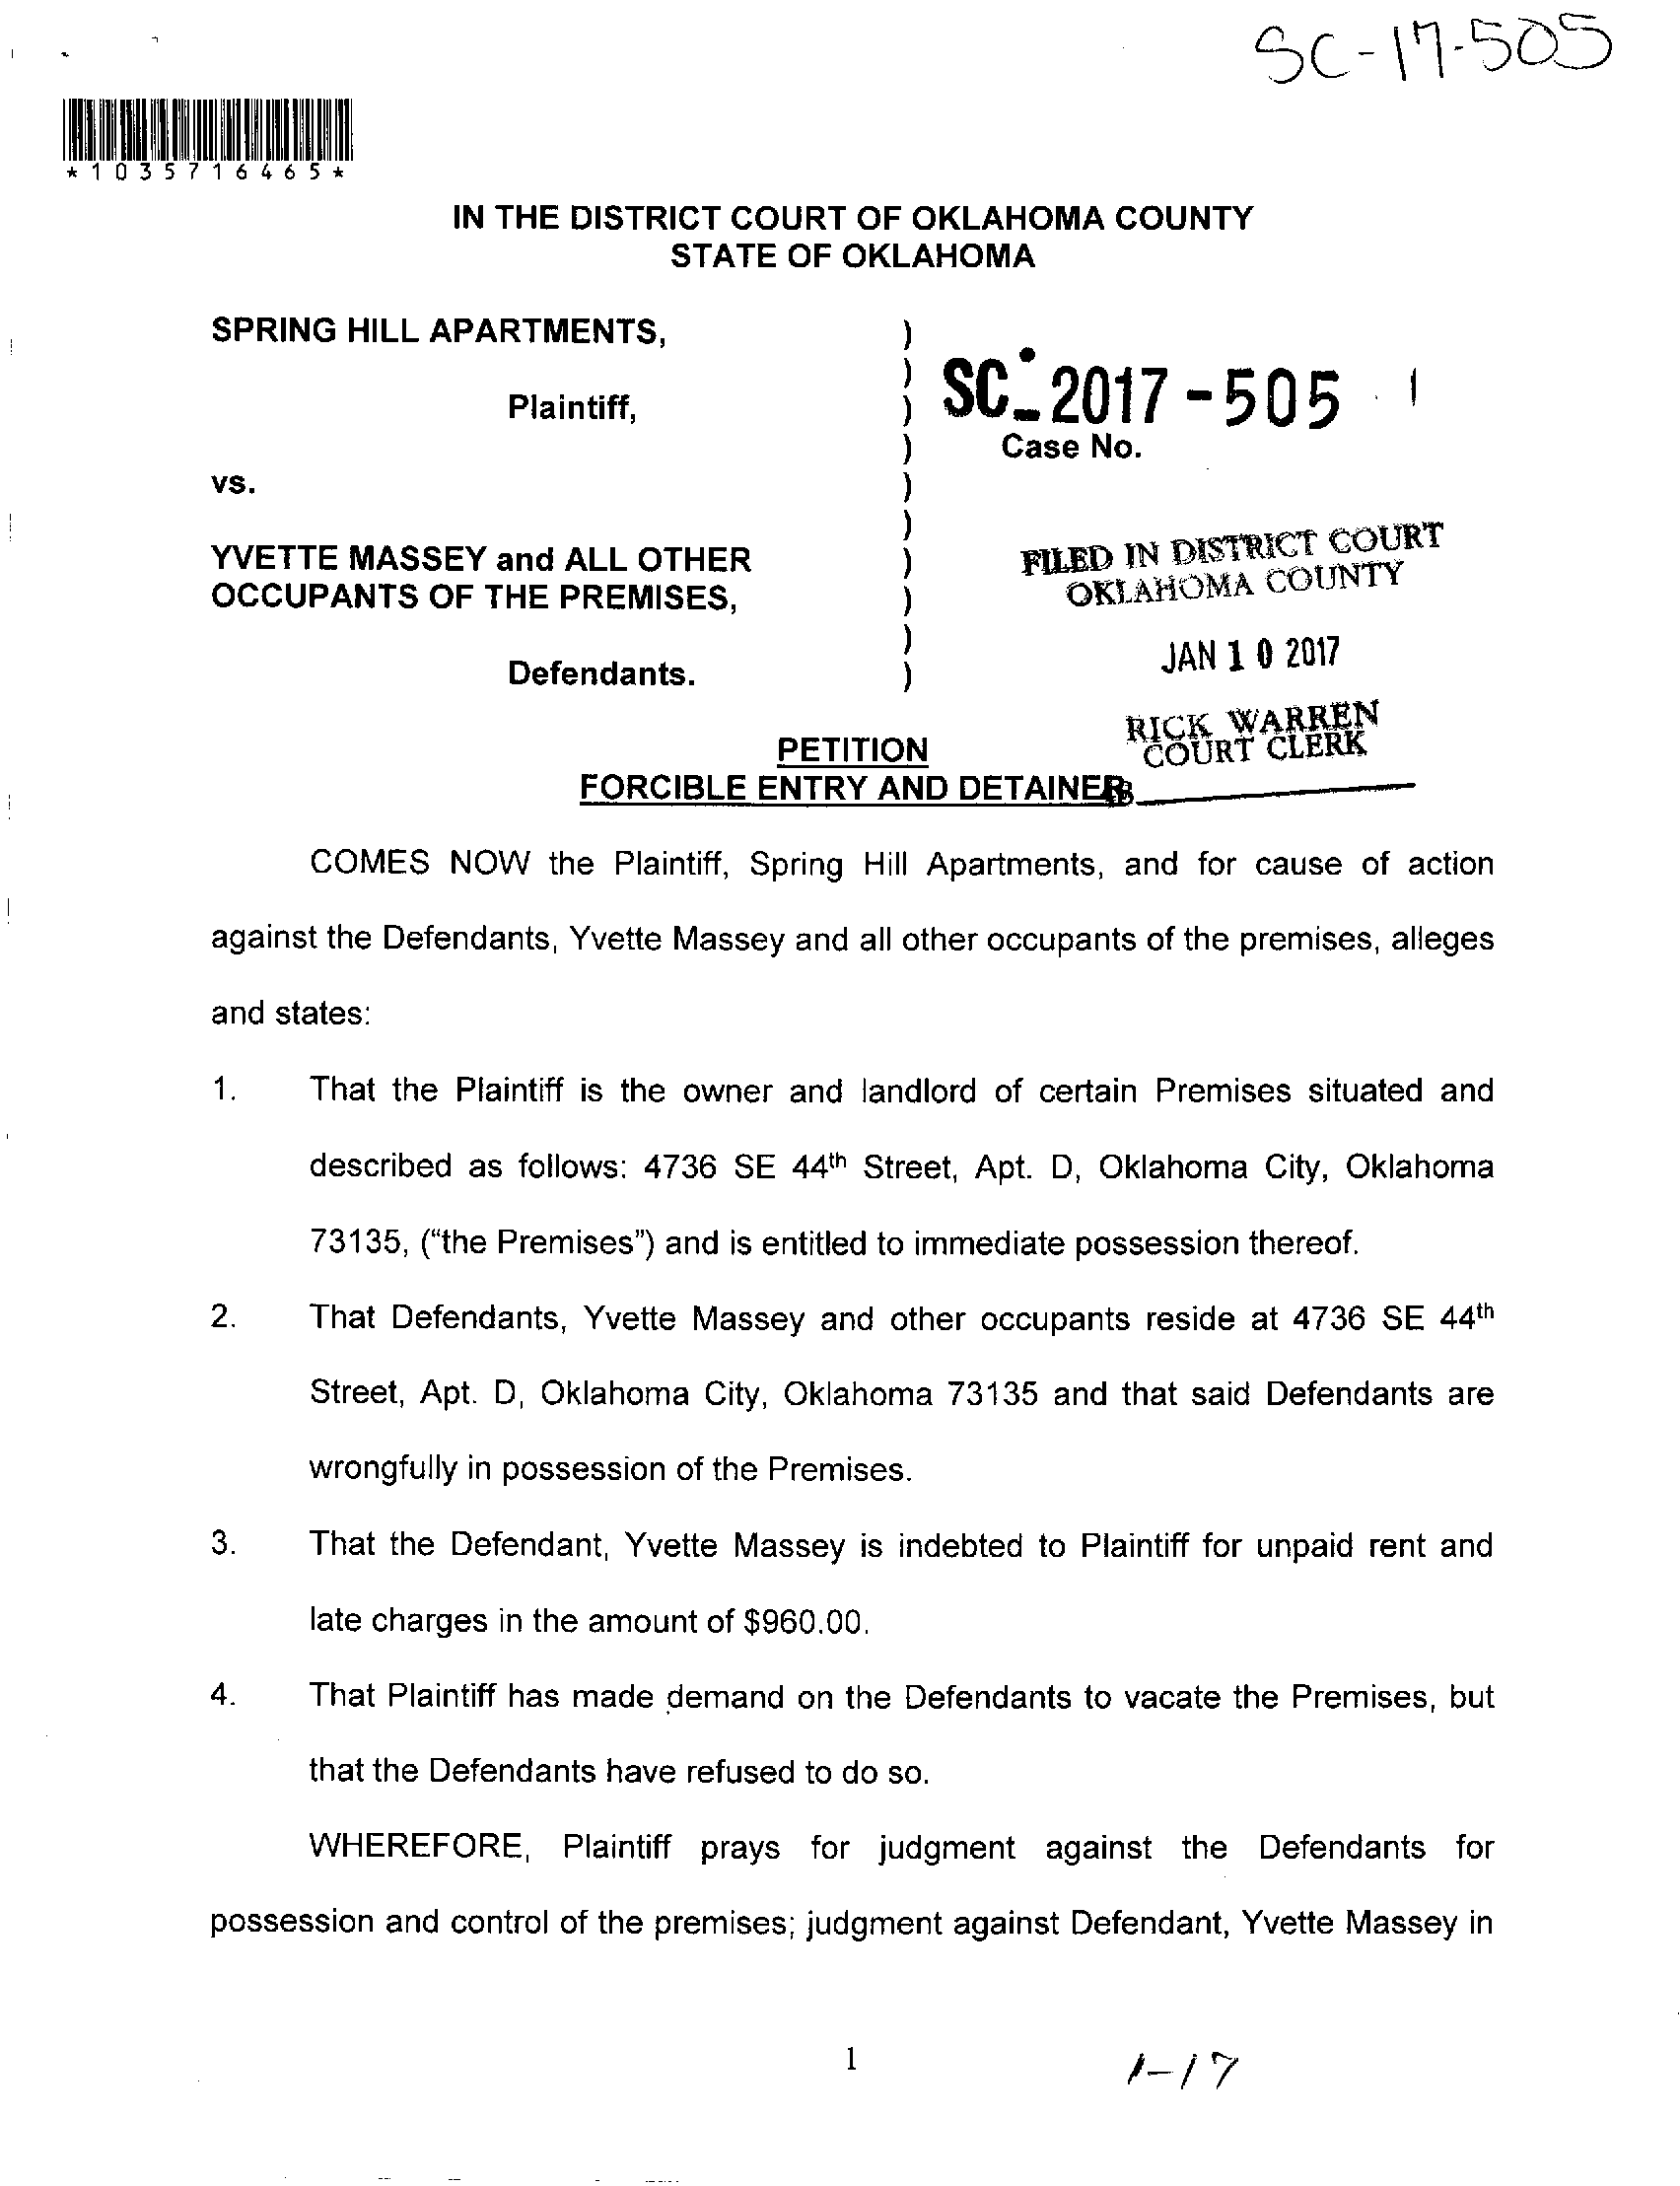 SC-17-505
*1035716465*
IN THE DISTRICT COURT OF OKLAHOMA COUNTY
STATE OF OKLAHOMA
SPRING HILL APARTMENTS, )
)
Plaintiff, ) SC-2017-505
) Case No.
vs. )
)
YVETTE MASSEY and ALL OTHER ) FILED IN DISTRICT COURT
OCCUPANTS OF THE PREMISES, ) OKLAHOMA COUNTY
)
Defendants. ) JAN 10 2017
RICK WARREN
PETITION COURT CLERK
FORCIBLE ENTRY AND DETAINER
COMES NOW the Plaintiff, Spring Hill Apartments, and for cause of action
against the Defendants, Yvette Massey and all other occupants of the premises, alleges
and states:
1. That the Plaintiff is the owner and landlord of certain Premises situated and
described as follows: 4736 SE 44th Street, Apt. D, Oklahoma City, Oklahoma
73135, ("the Premises") and is entitled to immediate possession thereof.
2. That Defendants, Yvette Massey and other occupants reside at 4736 SE 44th
Street, Apt. D, Oklahoma City, Oklahoma 73135 and that said Defendants are
wrongfully in possession of the Premises.
3. That the Defendant, Yvette Massey is indebted to Plaintiff for unpaid rent and
late charges in the amount of $960.00.
4. That Plaintiff has made demand on the Defendants to vacate the Premises, but
that the Defendants have refused to do so.
WHEREFORE, Plaintiff prays for judgment against the Defendants for
possession and control of the premises; judgment against Defendant, Yvette Massey in
1
1-17